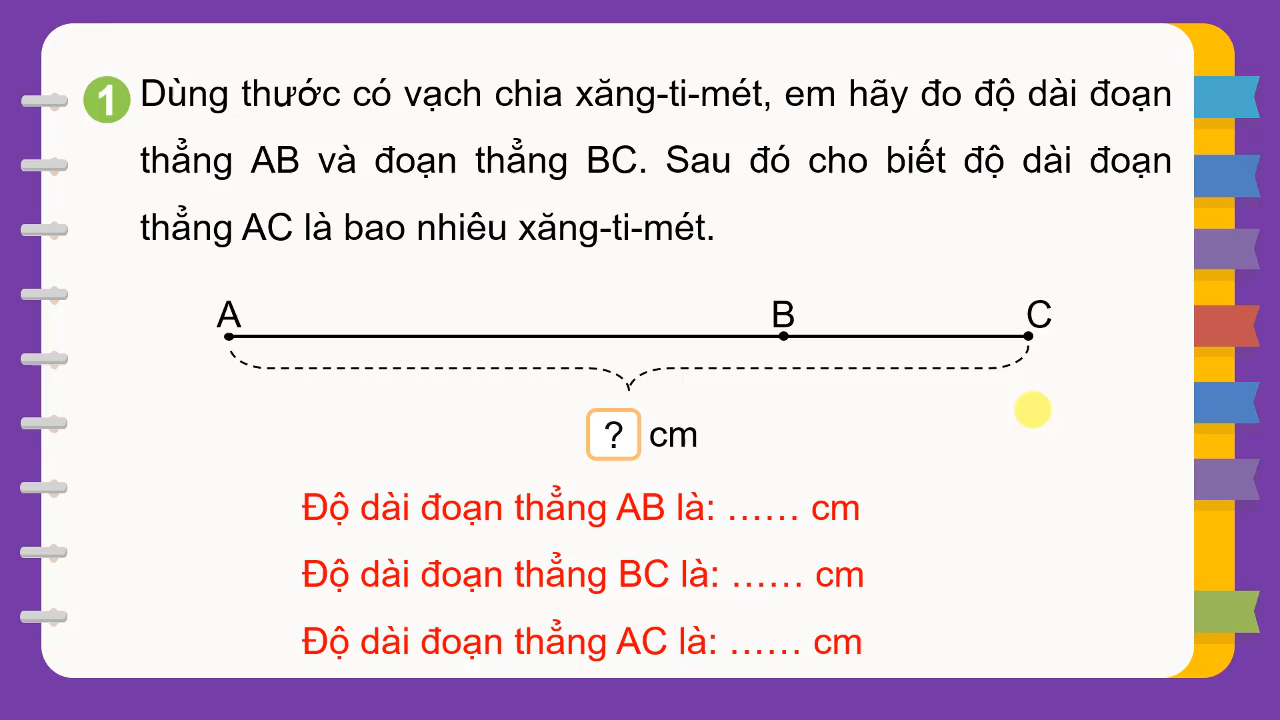 1 Dùng thước có vạch chia xăng-ti-mét, em hãy đo độ dài đoạn
thẳng AB và đoạn thẳng BC. Sau đó cho biết độ dài đoạn
thẳng AC là bao nhiêu xăng-ti-mét.
A B C
? cm
Độ dài đoạn thẳng AB là: …… cm
Độ dài đoạn thẳng BC là: …… cm
Độ dài đoạn thẳng AC là: …… cm